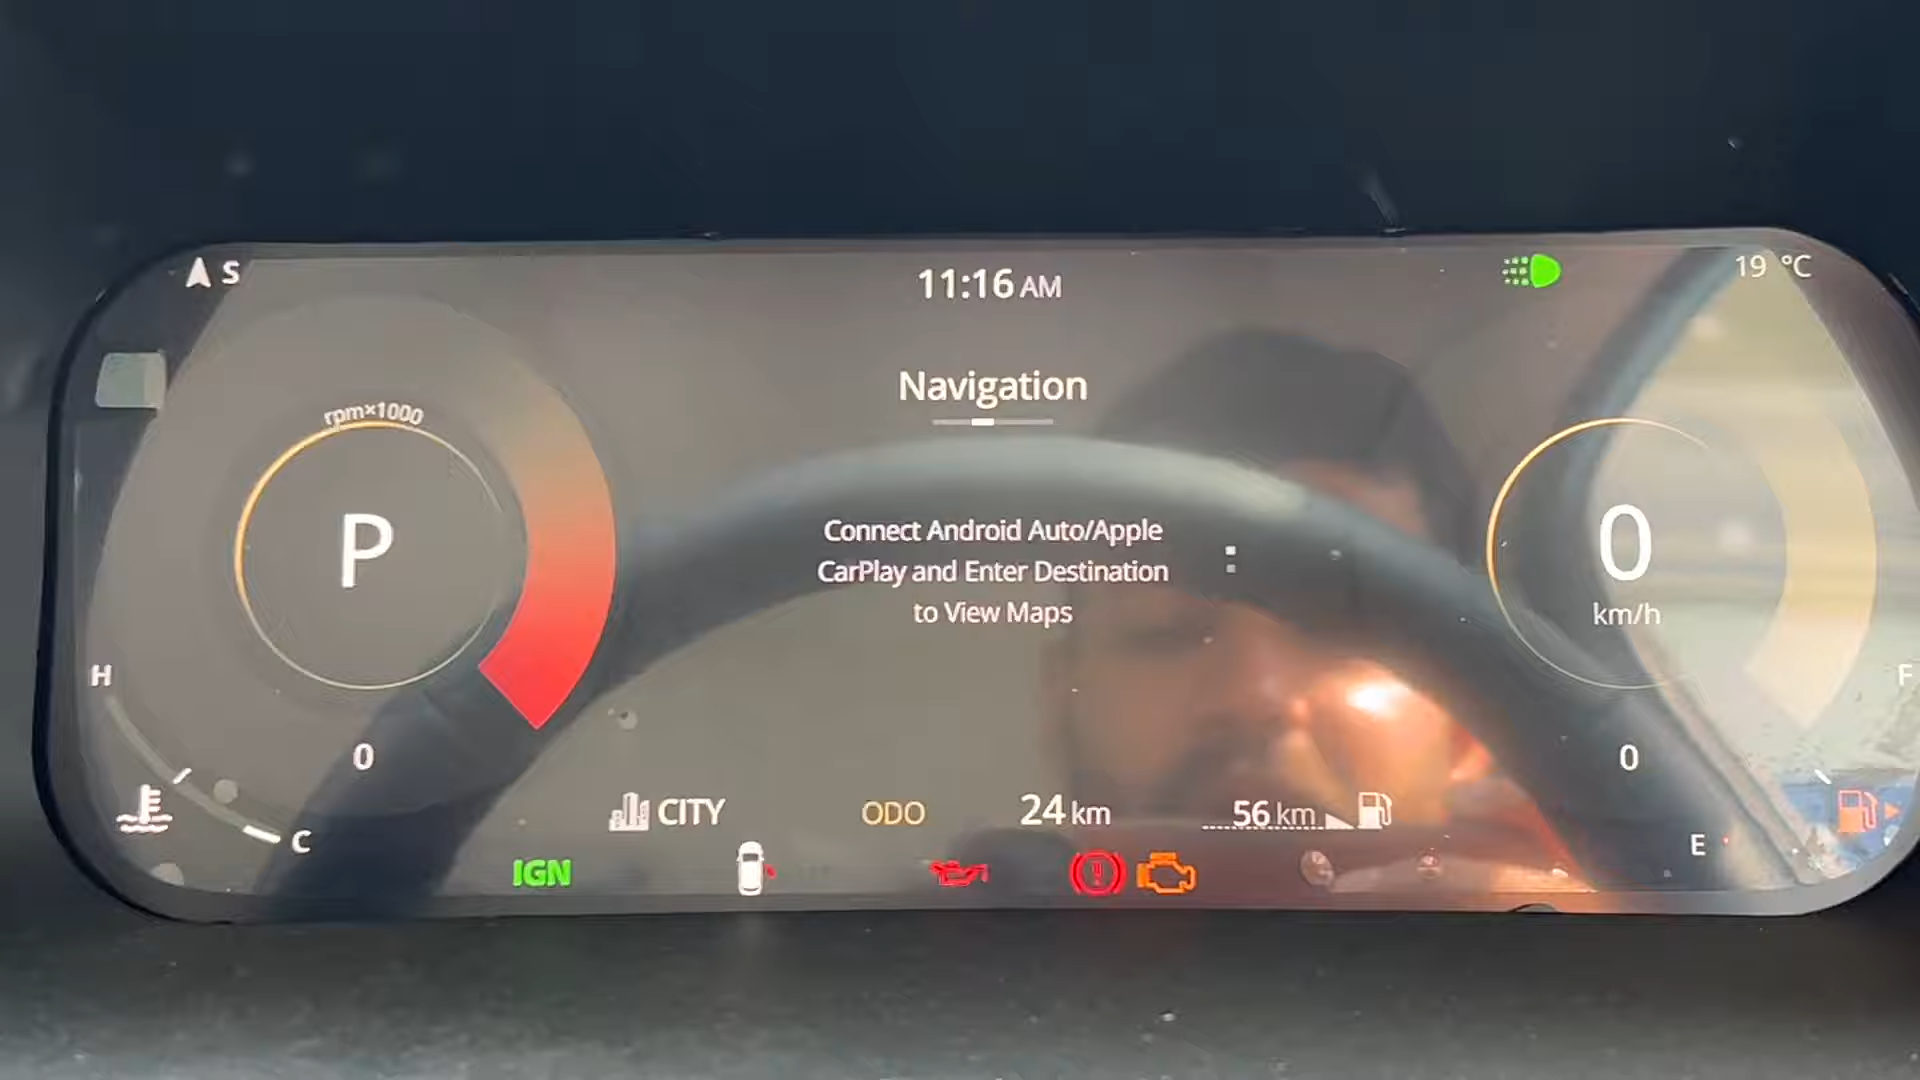 S
11:16 AM
19 °C
Navigation
rpm×1000
P
Connect Android Auto/Apple
CarPlay and Enter Destination
to View Maps
0
km/h
H
F
0
0
CITY
ODO
24 km
56 km
C
E
IGN